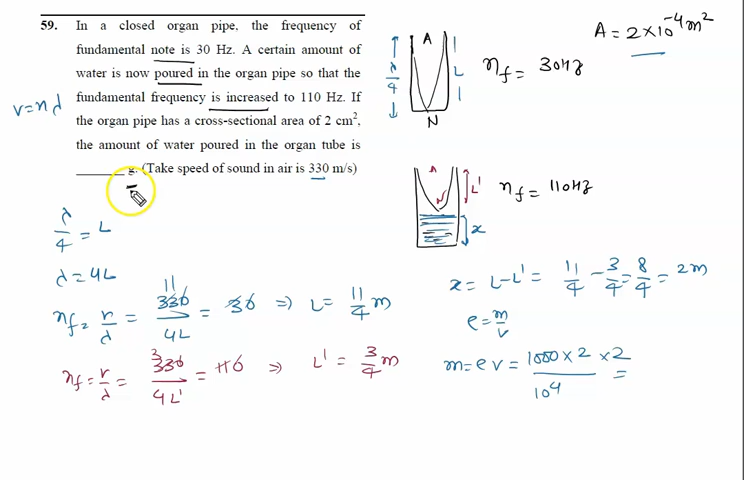 59. In a closed organ pipe, the frequency of
fundamental note is 30 Hz. A certain amount of
water is now poured in the organ pipe so that the
fundamental frequency is increased to 110 Hz. If
the organ pipe has a cross-sectional area of 2 cm², 
the amount of water poured in the organ tube is
______ g. (Take speed of sound in air is 330 m/s)
v=nλ
A = 2×10⁻⁴m²
A
λ/4
L
N
n_f = 30Hz
A
L'
N
x
n_f = 110Hz
λ/4 = L
λ = 4L
n_f = v/λ = 330/4L = 30 ⇒ L = 11/4 m
11
n_f = v/λ = 330/4L' = 110 ⇒ L' = 3/4 m
3
x = L-L' = 11/4 - 3/4 = 8/4 = 2m
ρ = m/v
m = ρv = 1000×2/10⁴ ×2 =